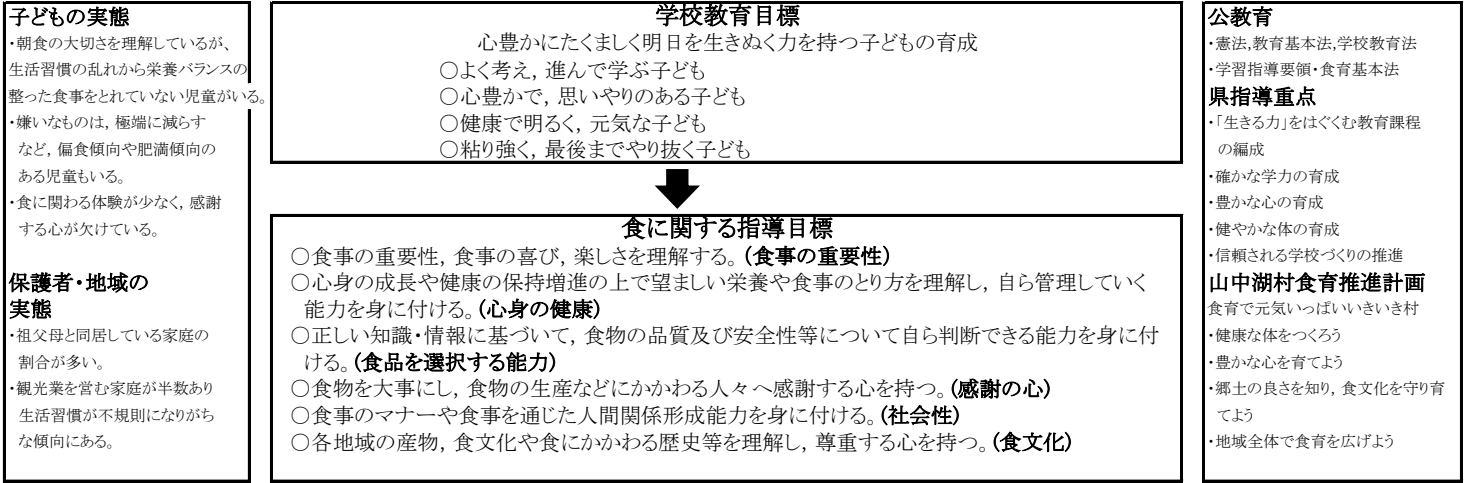 子どもの実態
・朝食の大切さを理解しているが、
生活習慣の乱れから栄養バランスの
整った食事をとれていない児童がいる。
・嫌いなものは，極端に減らす
など，偏食傾向や肥満傾向の
ある児童もいる。
・食に関わる体験が少なく，感謝
する心が欠けている。
保護者・地域の
実態
・祖父母と同居している家庭の
割合が多い。
・観光業を営む家庭が半数あり
生活習慣が不規則になりがち
な傾向にある。
学校教育目標
心豊かにたくましく明日を生きぬく力を持つ子どもの育成
○よく考え，進んで学ぶ子ども
○心豊かで，思いやりのある子ども
○健康で明るく，元気な子ども
○粘り強く，最後までやり抜く子ども
食に関する指導目標
○食事の重要性，食事の喜び，楽しさを理解する。(食事の重要性)
○心身の成長や健康の保持増進の上で望ましい栄養や食事のとり方を理解し，自ら管理していく
能力を身に付ける。(心身の健康)
○正しい知識・情報に基づいて，食物の品質及び安全性等について自ら判断できる能力を身に付
ける。(食品を選択する能力)
○食物を大事にし，食物の生産などにかかわる人々へ感謝する心を持つ。(感謝の心)
○食事のマナーや食事を通じた人間関係形成能力を身に付ける。(社会性)
○各地域の産物，食文化や食にかかわる歴史等を理解し，尊重する心を持つ。(食文化)
公教育
・憲法,教育基本法,学校教育法
・学習指導要領・食育基本法
県指導重点
・「生きる力」をはぐくむ教育課程
の編成
・確かな学力の育成
・豊かな心の育成
・健やかな体の育成
・信頼される学校づくりの推進
山中湖村食育推進計画
食育で元気いっぱいいきいき村
・健康な体をつくろう
・豊かな心を育てよう
・郷土の良さを知り，食文化を守り育
てよう
・地域全体で食育を広げよう